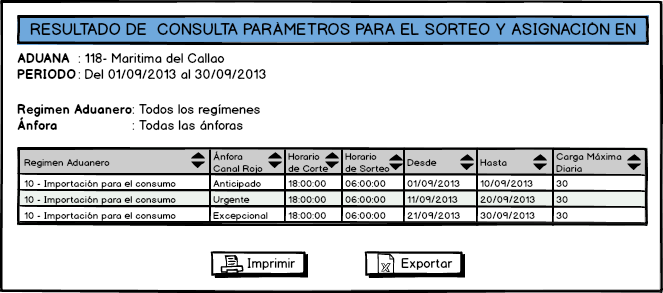 RESULTADO DE CONSULTA PARÁMETROS PARA EL SORTEO Y ASIGNACIÓN EN
ADUANA : 118- Maritima del Callao
PERIODO : Del 01/09/2013 al 30/09/2013
Regimen Aduanero: Todos los regímenes
Ánfora : Todas las ánforas
Regimen Aduanero Ánfora Canal Rojo Horario de Corte Horario de Sorteo Desde Hasta Carga Máxima Diaria
10 - Importación para el consumo Anticipado 18:00:00 06:00:00 01/09/2013 10/09/2013 30
10 - Importación para el consumo Urgente 18:00:00 06:00:00 11/09/2013 20/09/2013 30
10 - Importación para el consumo Excepcional 18:00:00 06:00:00 21/09/2013 30/09/2013 30
Imprimir Exportar